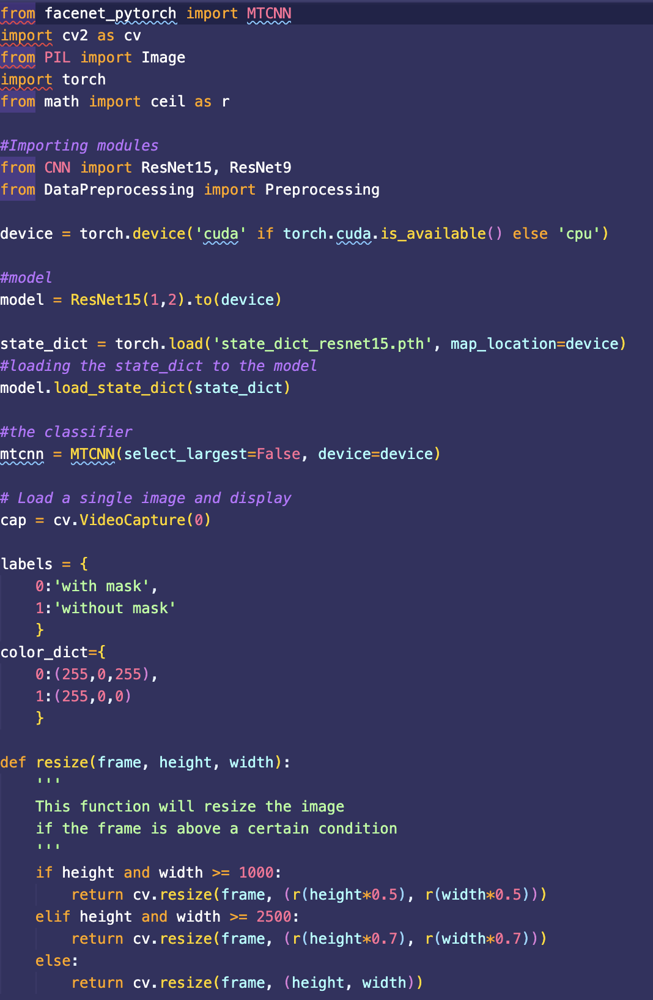 from facenet_pytorch import MTCNN
import cv2 as cv
from PIL import Image
import torch
from math import ceil as r
#Importing modules
from CNN import ResNet15, ResNet9
from DataPreprocessing import Preprocessing
device = torch.device('cuda' if torch.cuda.is_available() else 'cpu')
#model
model = ResNet15(1,2).to(device)
state_dict = torch.load('state_dict_resnet15.pth', map_location=device)
#loading the state_dict to the model
model.load_state_dict(state_dict)
#the classifier
mtcnn = MTCNN(select_largest=False, device=device)
# Load a single image and display
cap = cv.VideoCapture(0)
labels = {
    0:'with mask',
    1:'without mask'
    }
color_dict={
    0:(255,0,255),
    1:(255,0,0)
    }
def resize(frame, height, width):
    '''
    This function will resize the image
    if the frame is above a certain condition
    '''
    if height and width >= 1000:
        return cv.resize(frame, (r(height*0.5), r(width*0.5)))
    elif height and width >= 2500:
        return cv.resize(frame, (r(height*0.7), r(width*0.7)))
    else:
        return cv.resize(frame, (height, width))